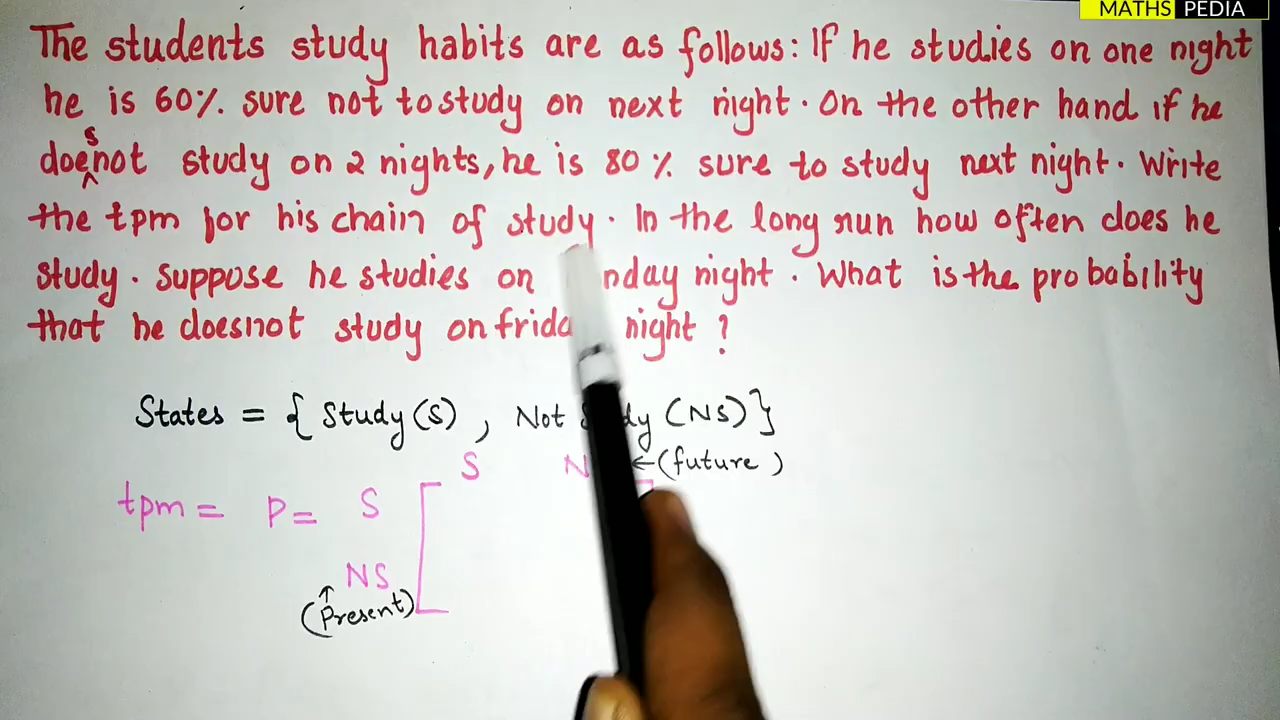 MATHS PEDIA
The students study habits are as follows: If he studies on one night
he is 60% sure not to study on next night. On the other hand if he
does not study on 2 nights, he is 80% sure to study next night. Write
the tpm for his chain of study. In the long run how often does he
study. Suppose he studies on nday night. What is the probability
that he doesnot study on frida night ?
States = { Study(S) , Not S dy (NS) }
S N ←(future )
tpm = P = S
NS
↑
(Present)